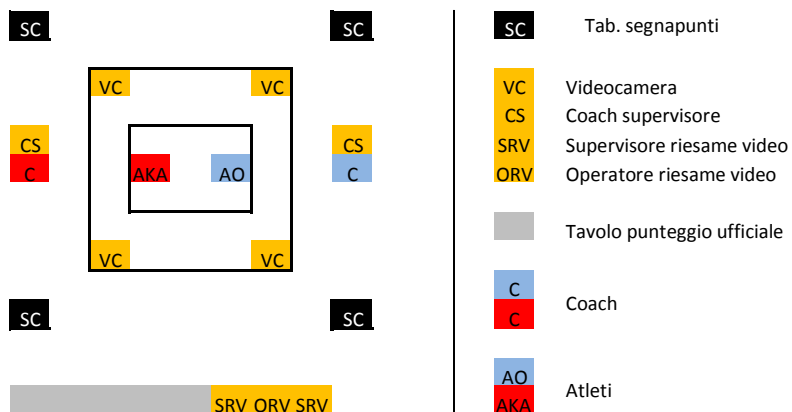 SC SC
VC VC
CS CS
C AKA AO C
VC VC
SC SC
SRV ORV SRV
SC Tab. segnapunti
VC Videocamera
CS Coach supervisore
SRV Supervisore riesame video
ORV Operatore riesame video
Tavolo punteggio ufficiale
C
Coach
C
AO
Atleti
AKA